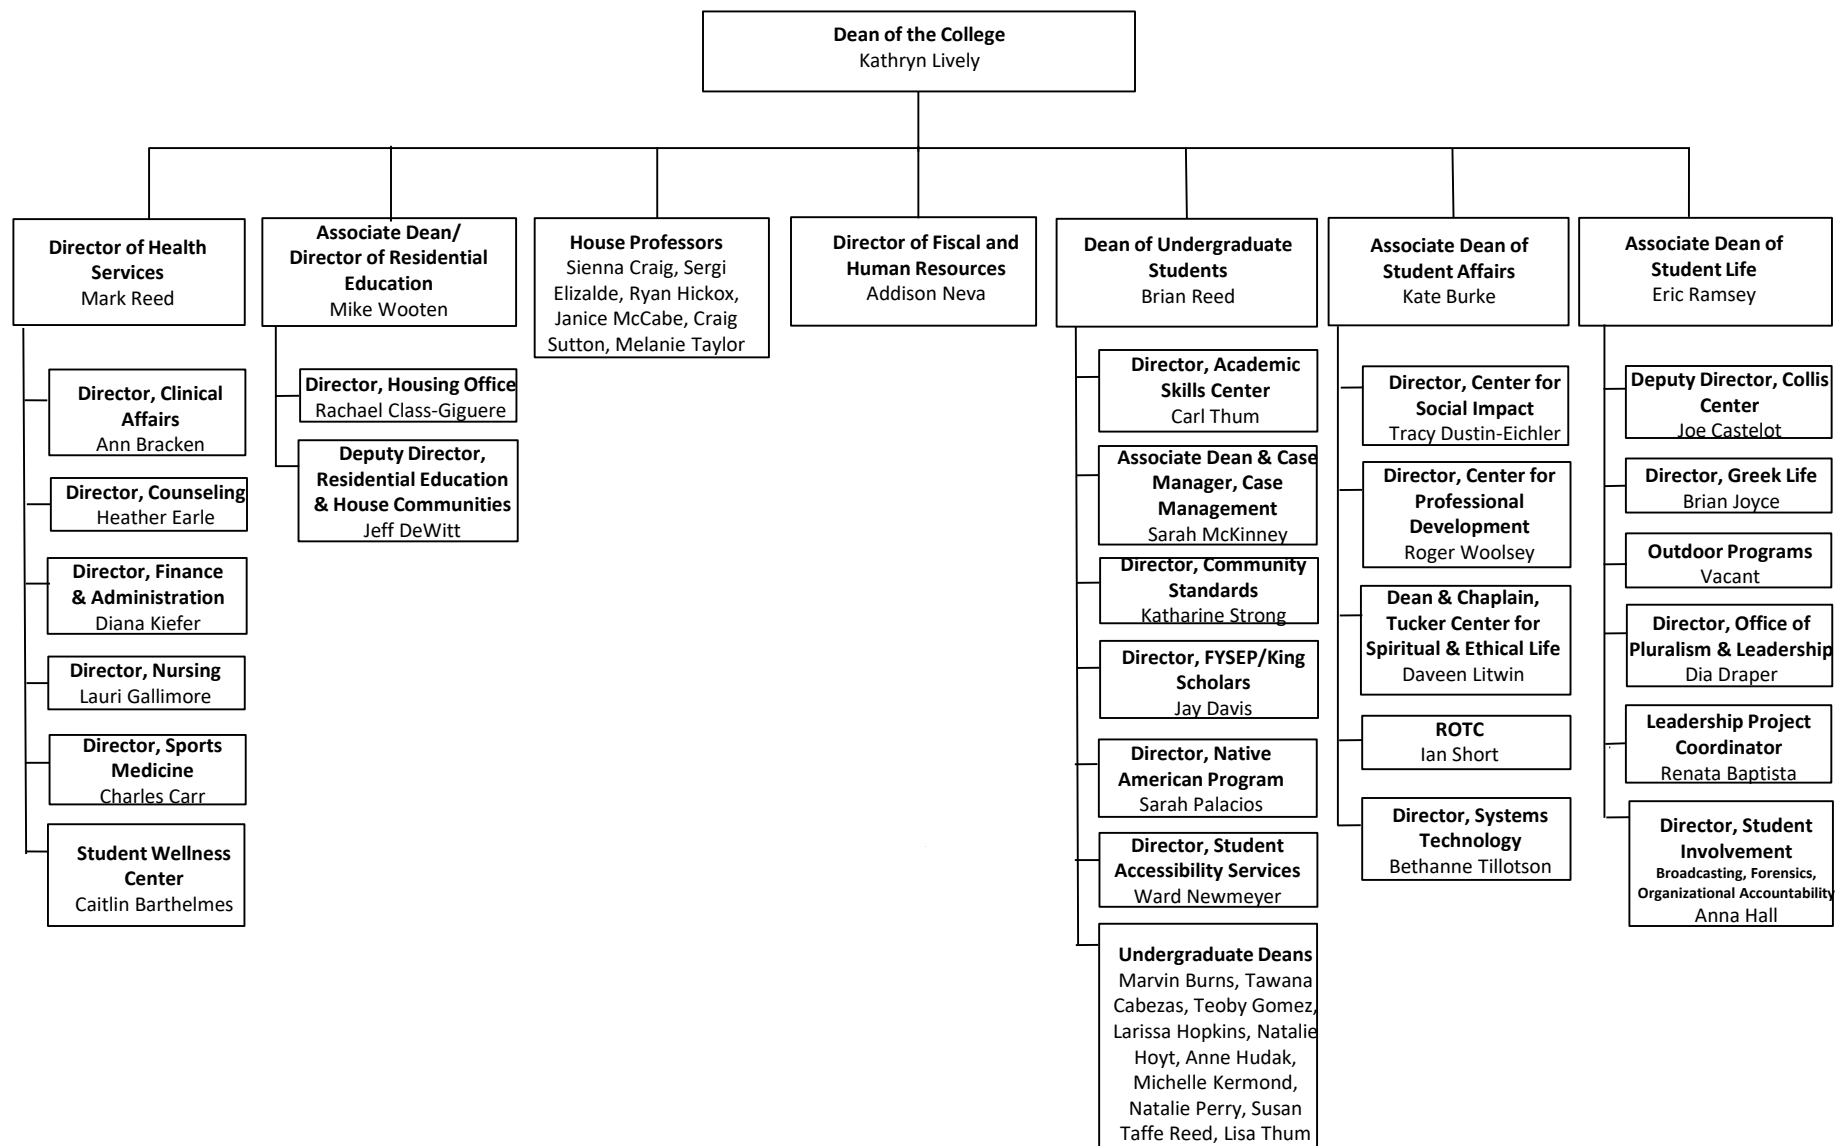 Dean of the College
Kathryn Lively
Director of Health
Services
Mark Reed
Associate Dean/
Director of Residential
Education
Mike Wooten
House Professors
Sienna Craig, Sergi
Elizalde, Ryan Hickox,
Janice McCabe, Craig
Sutton, Melanie Taylor
Director of Fiscal and
Human Resources
Addison Neva
Dean of Undergraduate
Students
Brian Reed
Associate Dean of
Student Affairs
Kate Burke
Associate Dean of
Student Life
Eric Ramsey
Director, Clinical
Affairs
Ann Bracken
Director, Counseling
Heather Earle
Director, Finance
& Administration
Diana Kiefer
Director, Nursing
Lauri Gallimore
Director, Sports
Medicine
Charles Carr
Student Wellness
Center
Caitlin Barthelmes
Director, Housing Office
Rachael Class-Giguere
Deputy Director,
Residential Education
& House Communities
Jeff DeWitt
Director, Academic
Skills Center
Carl Thum
Associate Dean & Case
Manager, Case
Management
Sarah McKinney
Director, Community
Standards
Katharine Strong
Director, FYSEP/King
Scholars
Jay Davis
Director, Native
American Program
Sarah Palacios
Director, Student
Accessibility Services
Ward Newmeyer
Undergraduate Deans
Marvin Burns, Tawana
Cabezas, Teoby Gomez,
Larissa Hopkins, Natalie
Hoyt, Anne Hudak,
Michelle Kermond,
Natalie Perry, Susan
Taffe Reed, Lisa Thum
Director, Center for
Social Impact
Tracy Dustin-Eichler
Director, Center for
Professional
Development
Roger Woolsey
Dean & Chaplain,
Tucker Center for
Spiritual & Ethical Life
Daveen Litwin
ROTC
Ian Short
Director, Systems
Technology
Bethanne Tillotson
Deputy Director, Collis
Center
Joe Castelot
Director, Greek Life
Brian Joyce
Outdoor Programs
Vacant
Director, Office of
Pluralism & Leadership
Dia Draper
Leadership Project
Coordinator
Renata Baptista
Director, Student
Involvement
Broadcasting, Forensics,
Organizational Accountability
Anna Hall